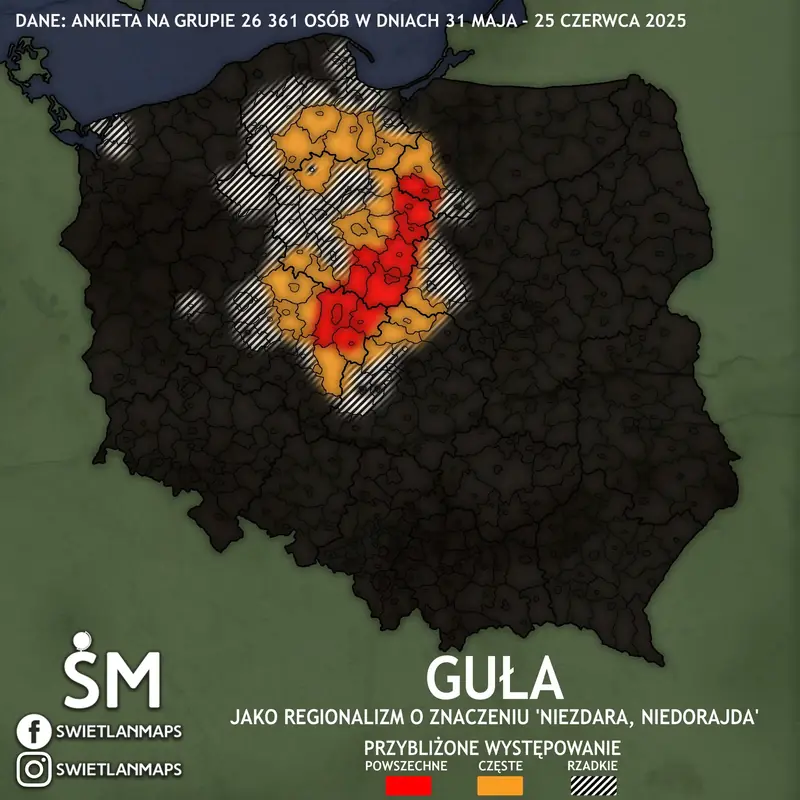 DANE: ANKIETA NA GRUPIE 26 361 OSÓB W DNIACH 31 MAJA - 25 CZERWCA 2025
ŚM
SWIETLANMAPS
SWIETLANMAPS
GUŁA
JAKO REGIONALIZM O ZNACZENIU 'NIEZDARA, NIEDORAJDA'
PRZYBLIŻONE WYSTĘPOWANIE
POWSZECHNE CZĘSTE RZADKIE